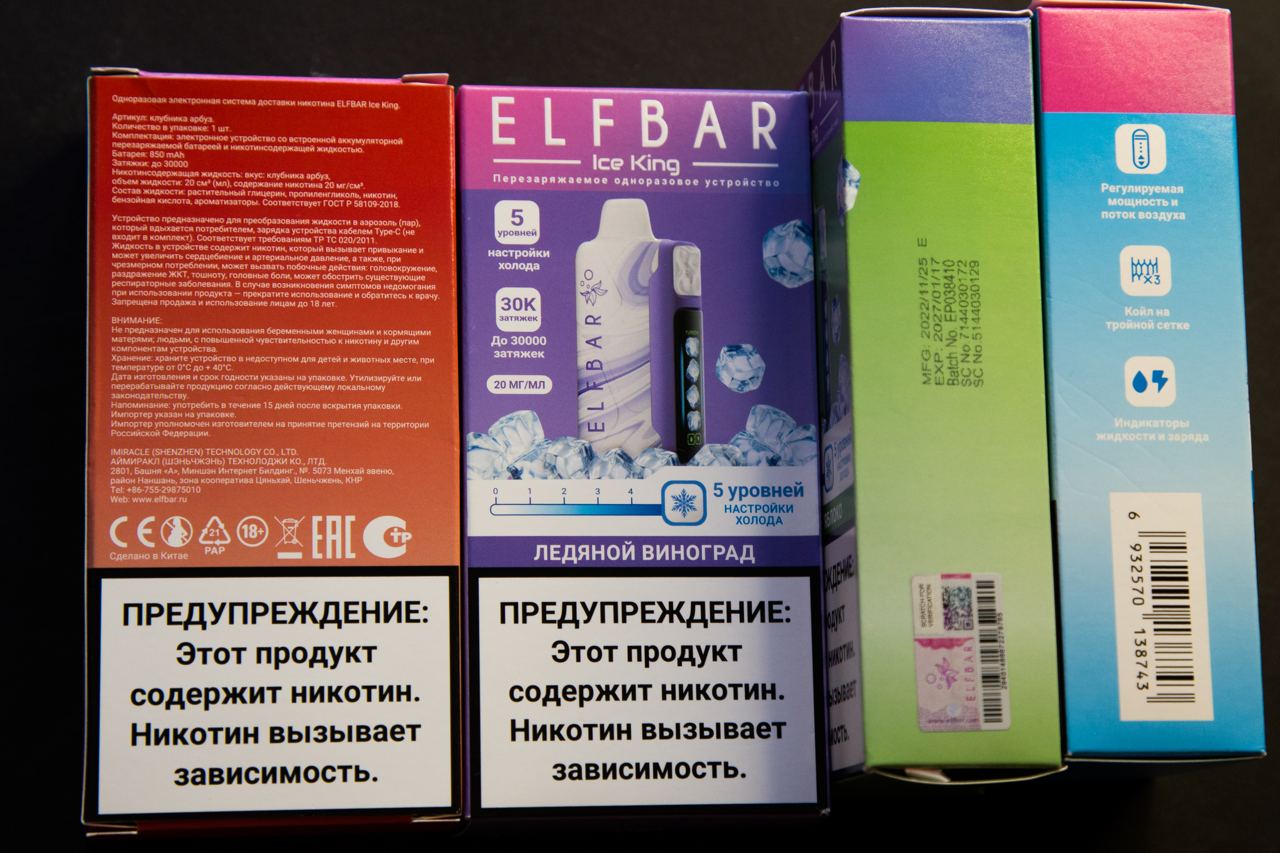 Одноразовая электронная система доставки никотина ELFBAR Ice King.
Артикул: клубника арбуз.
Количество в упаковке: 1 шт.
Комплектация: электронное устройство со встроенной аккумуляторной
перезаряжаемой батареей и никотинсодержащей жидкостью.
Батарея: 850 mAh
Затяжки: до 30000
Никотинсодержащая жидкость: вкус: клубника арбуз,
объем жидкости: 20 см³ (мл), содержание никотина 20 мг/см³.
Состав жидкости: растительный глицерин, пропиленгликоль, никотин,
бензойная кислота, ароматизаторы. Соответствует ГОСТ Р 58109-2018.
Устройство предназначено для преобразования жидкости в аэрозоль (пар),
который вдыхается потребителем, зарядка устройства кабелем Type-C (не
входит в комплект). Соответствует требованиям ТР ТС 020/2011.
Жидкость в устройстве содержит никотин, который вызывает привыкание и
может увеличить сердцебиение и артериальное давление, а также, при
чрезмерном потреблении, может вызвать побочные действия: головокружение,
раздражение ЖКТ, тошноту, головные боли, может обострить существующие
респираторные заболевания. В случае возникновения симптомов недомогания
при использовании продукта — прекратите использование и обратитесь к врачу.
Запрещена продажа и использование лицам до 18 лет.
ВНИМАНИЕ:
Не предназначен для использования беременными женщинами и кормящими
матерями; людьми, с повышенной чувствительностью к никотину и другим
компонентам устройства.
Хранение: храните устройство в недоступном для детей и животных месте, при
температуре от 0°C до + 40°C.
Дата изготовления и срок годности указаны на упаковке. Утилизируйте или
перерабатывайте продукцию согласно действующему локальному
законодательству.
Напоминание: употребить в течение 15 дней после вскрытия упаковки.
Импортер указан на упаковке.
Импортер уполномочен изготовителем на принятие претензий на территории
Российской Федерации.
IMIRACLE (SHENZHEN) TECHNOLOGY CO., LTD.
АЙМИРАКЛ (ШЭНЬЧЖЭНЬ) ТЕХНОЛОДЖИ КО., ЛТД.
2801, Башня «А», Миншэн Интернет Билдинг., №. 5073 Менхай авеню,
район Наньшань, зона кооператива Цяньхай, Шеньчжень, КНР
Tel: +86-755-29875010
Web: www.elfbar.ru
CE 21 PAP 18+ EAC СТР
Сделано в Китае
ПРЕДУПРЕЖДЕНИЕ:
Этот продукт
содержит никотин.
Никотин вызывает
зависимость.
ELFBAR
Ice King
Перезаряжаемое одноразовое устройство
5
уровней
настройки
холода
30K
затяжек
До 30000
затяжек
20 МГ/МЛ
ELFBAR
0 1 2 3 4
5 уровней
НАСТРОЙКИ
ХОЛОДА
ЛЕДЯНОЙ ВИНОГРАД
ПРЕДУПРЕЖДЕНИЕ:
Этот продукт
содержит никотин.
Никотин вызывает
зависимость.
MFG: 2022/11/25 E
EXP: 2027/01/17
Batch No. EP038410
SC No 7144030172
SC No.5144030129
SCRATCH FOR
VERIFICATION
ELFBAR
www.elfbar.com
Регулируемая
мощность и
поток воздуха
X3
Койл на
тройной сетке
Индикаторы
жидкости и заряда
6 932570 138743